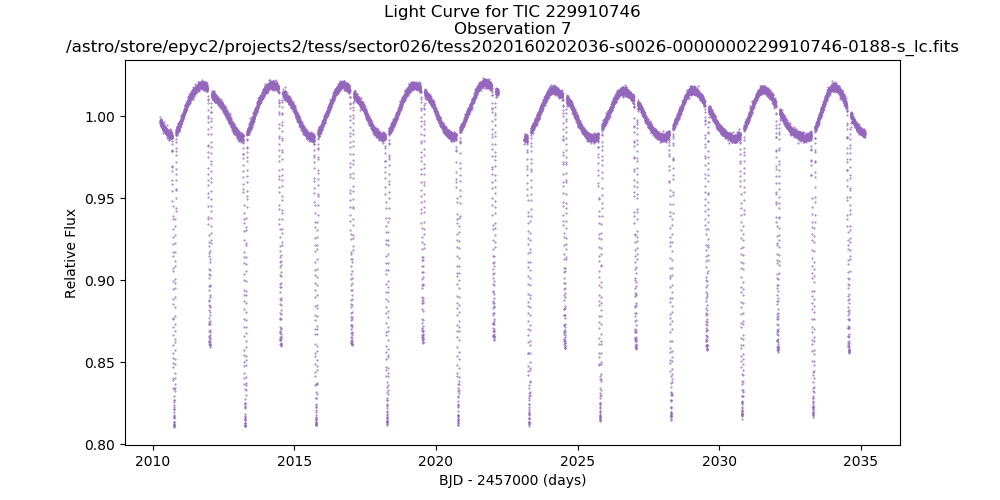 Light Curve for TIC 229910746
Observation 7
/astro/store/epyc2/projects2/tess/sector026/tess2020160202036-s0026-0000000229910746-0188-s_lc.fits
1.00
0.95
0.90
0.85
0.80
Relative Flux
2010 2015 2020 2025 2030 2035
BJD - 2457000 (days)